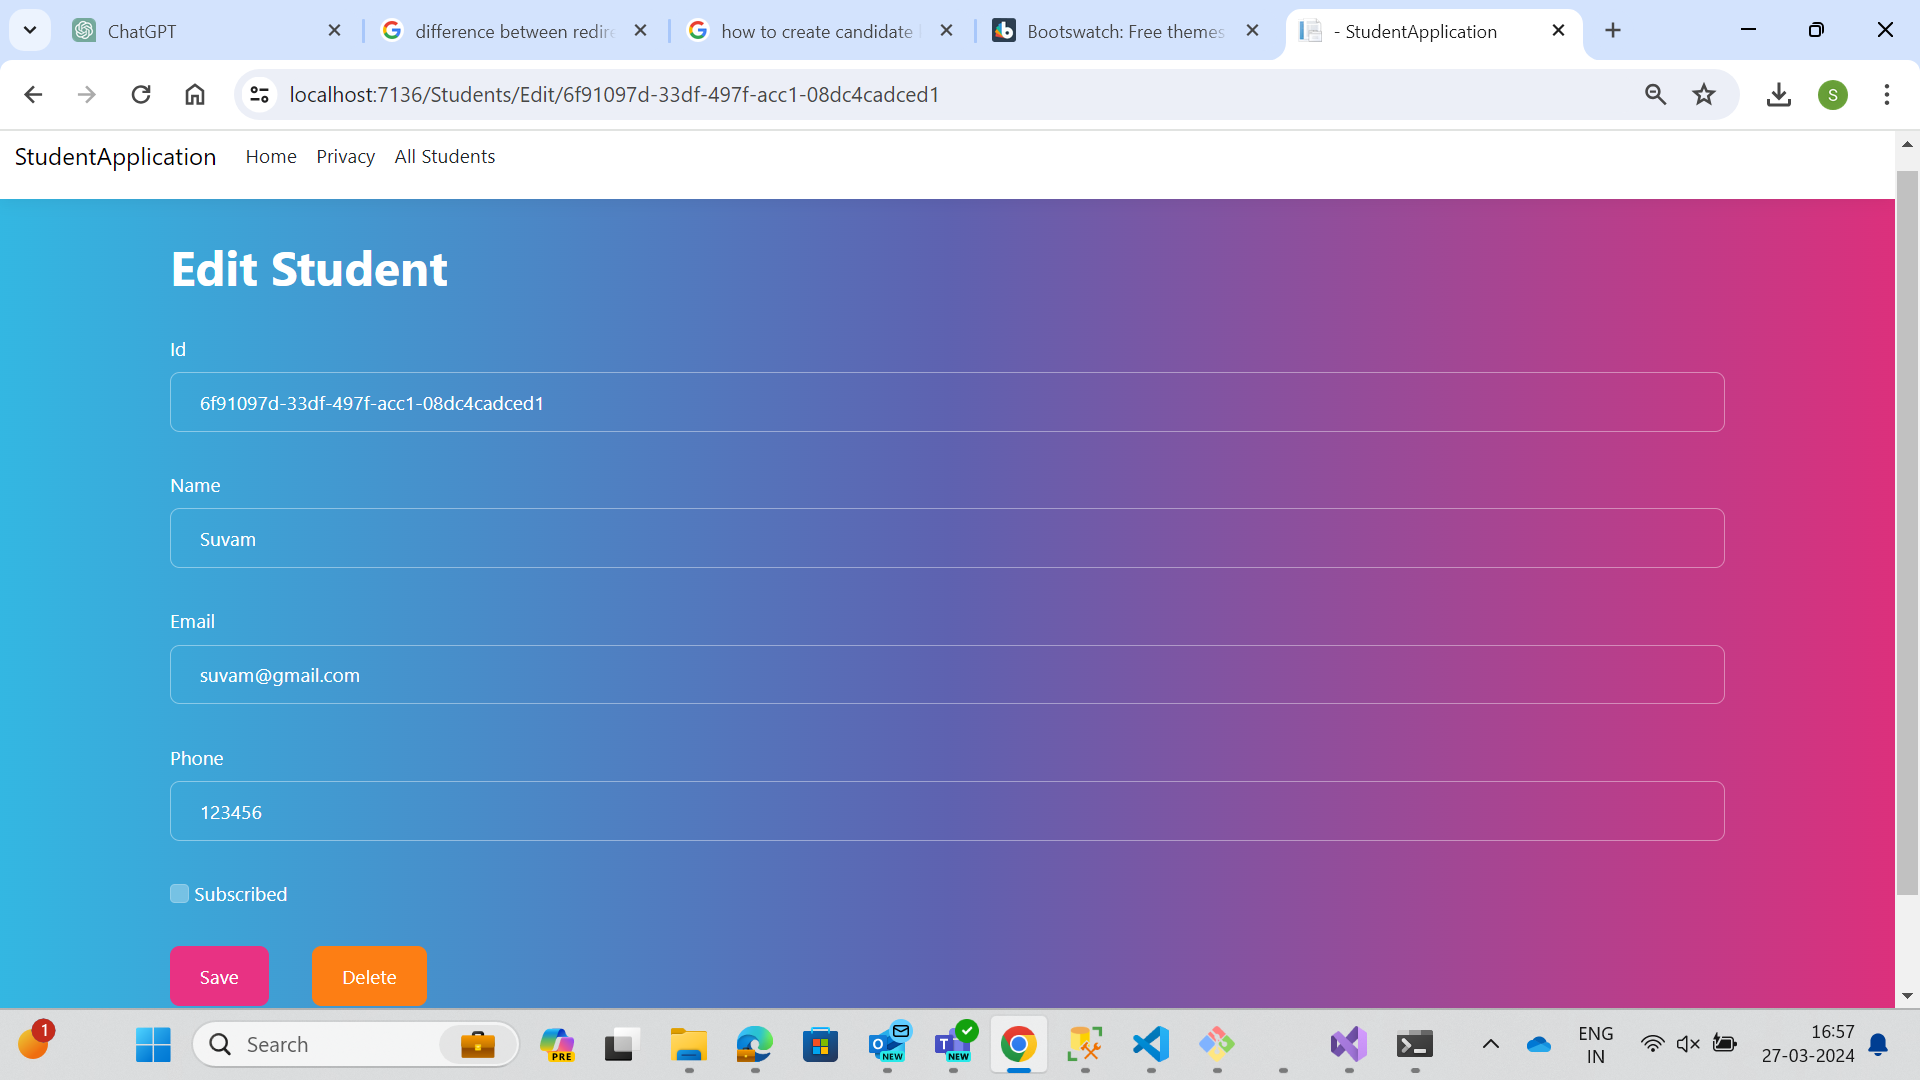 ChatGPT
difference between redire
how to create candidate
Bootswatch: Free themes
- StudentApplication
localhost:7136/Students/Edit/6f91097d-33df-497f-acc1-08dc4cadced1
S
StudentApplication
Home
Privacy
All Students
Edit Student
Id
6f91097d-33df-497f-acc1-08dc4cadced1
Name
Suvam
Email
suvam@gmail.com
Phone
123456
Subscribed
Save
Delete
1
Search
PRE
NEW
NEW
ENG
IN
16:57
27-03-2024